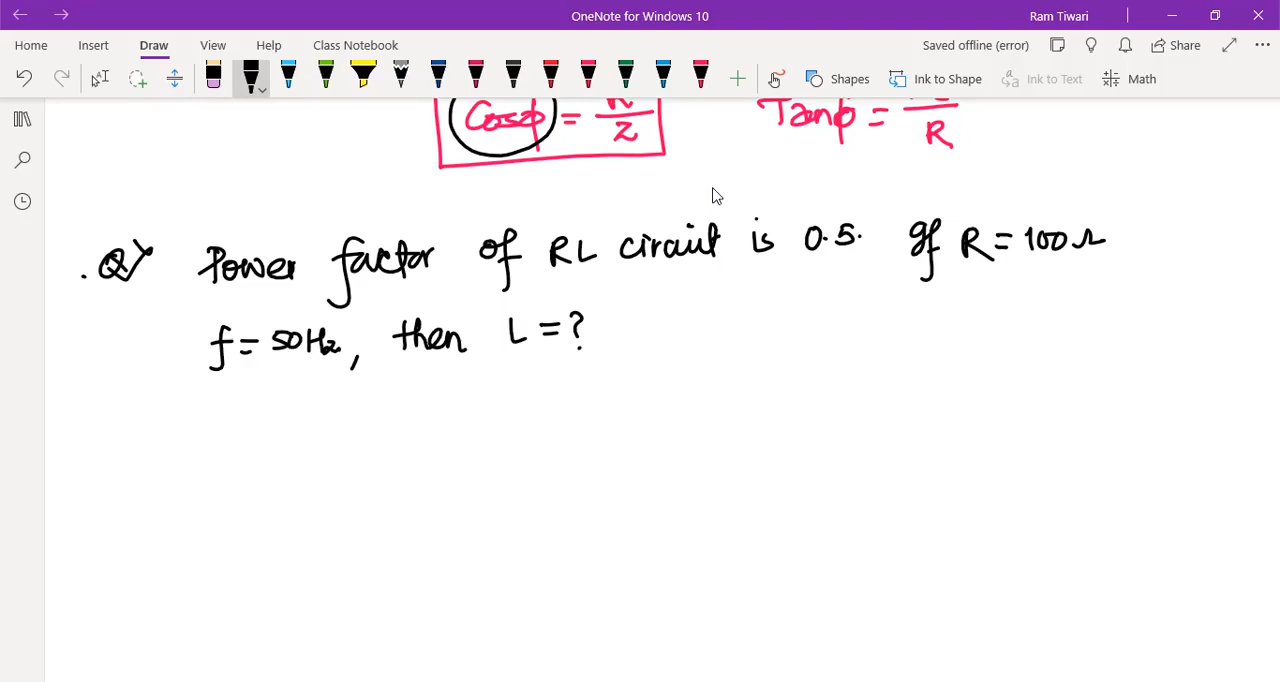 OneNote for Windows 10
Ram Tiwari
Home Insert Draw View Help Class Notebook
Saved offline (error) Share
Shapes Ink to Shape Ink to Text Math
Cosφ = R/Z Tanφ = /R
Q> Power factor of RL circuit is 0.5. If R = 100Ω
f = 50Hz, then L = ?